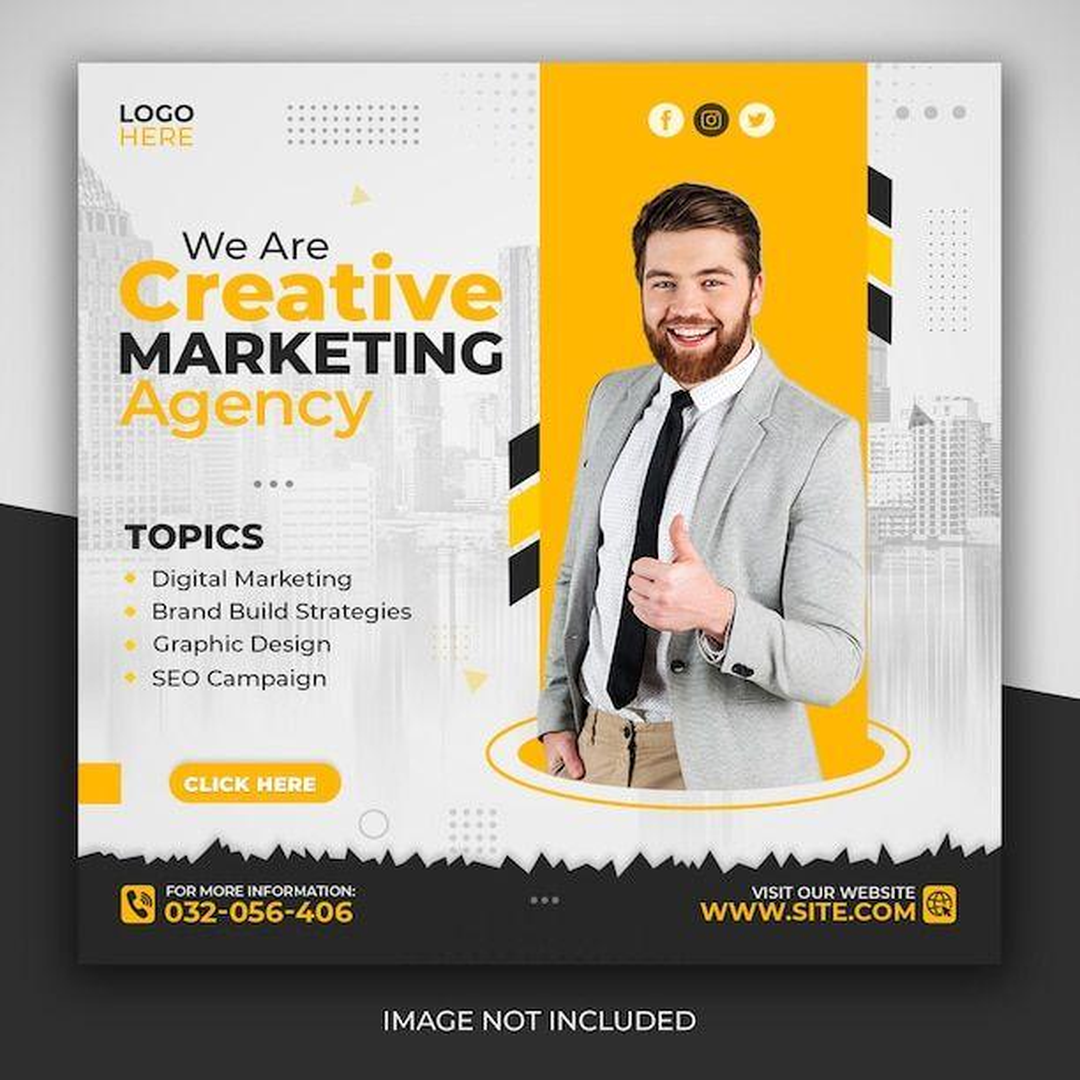 LOGO
HERE
We Are
Creative
MARKETING
Agency
TOPICS
Digital Marketing
Brand Build Strategies
Graphic Design
SEO Campaign
CLICK HERE
FOR MORE INFORMATION:
032-056-406
VISIT OUR WEBSITE
WWW.SITE.COM
IMAGE NOT INCLUDED